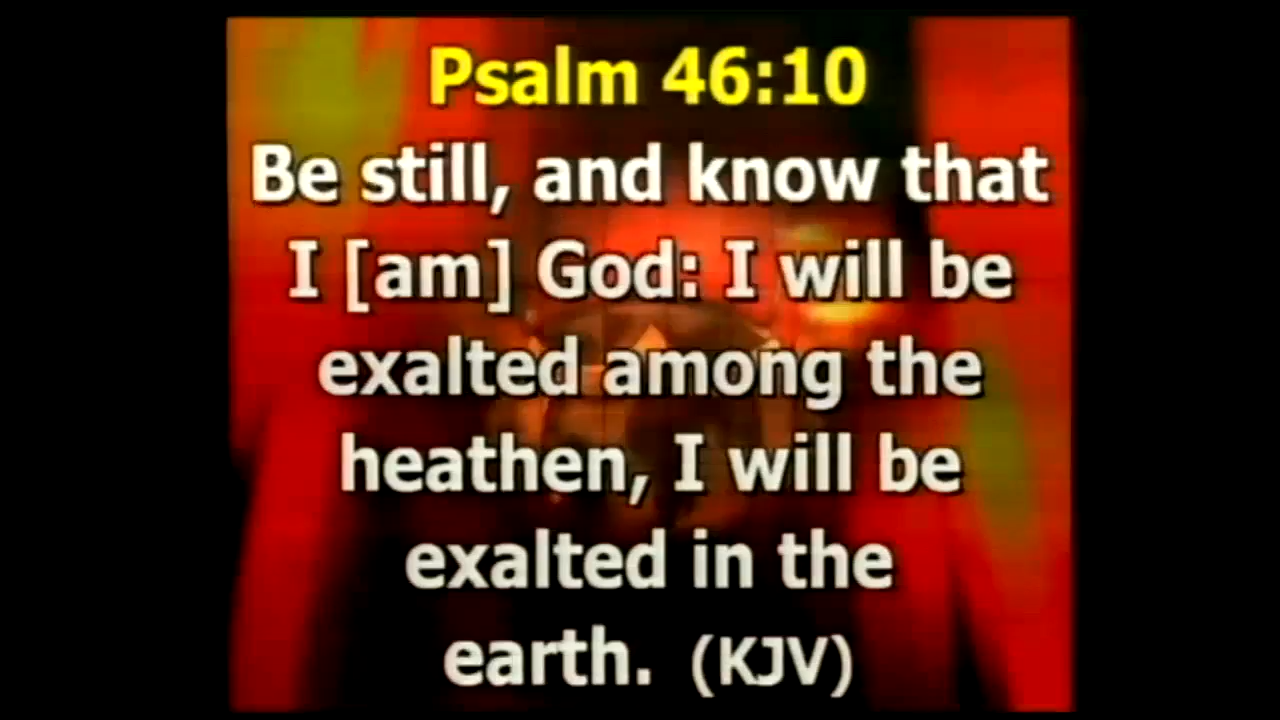 Psalm 46:10
Be still, and know that
I [am] God: I will be
exalted among the
heathen, I will be
exalted in the
earth. (KJV)